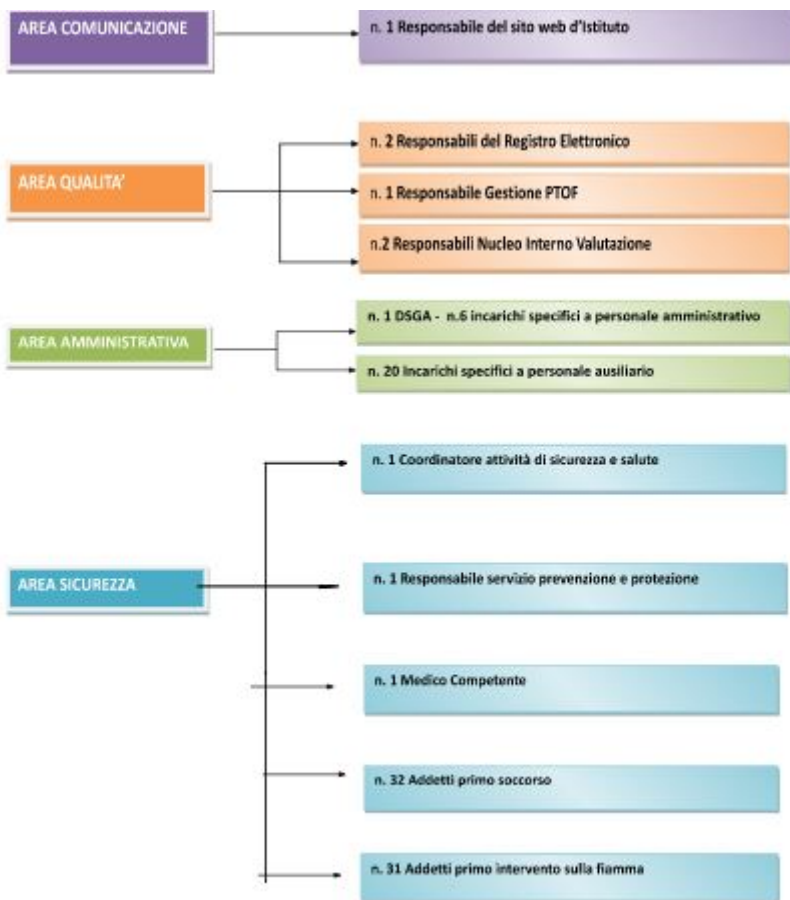 AREA COMUNICAZIONE
n. 1 Responsabile del sito web d'Istituto
AREA QUALITA'
n. 2 Responsabili del Registro Elettronico
n. 1 Responsabile Gestione PTOF
n.2 Responsabili Nucleo Interno Valutazione
AREA AMMINISTRATIVA
n. 1 DSGA - n.6 incarichi specifici a personale amministrativo
n. 20 Incarichi specifici a personale ausiliario
AREA SICUREZZA
n. 1 Coordinatore attività di sicurezza e salute
n. 1 Responsabile servizio prevenzione e protezione
n. 1 Medico Competente
n. 32 Addetti primo soccorso
n. 31 Addetti primo intervento sulla fiamma